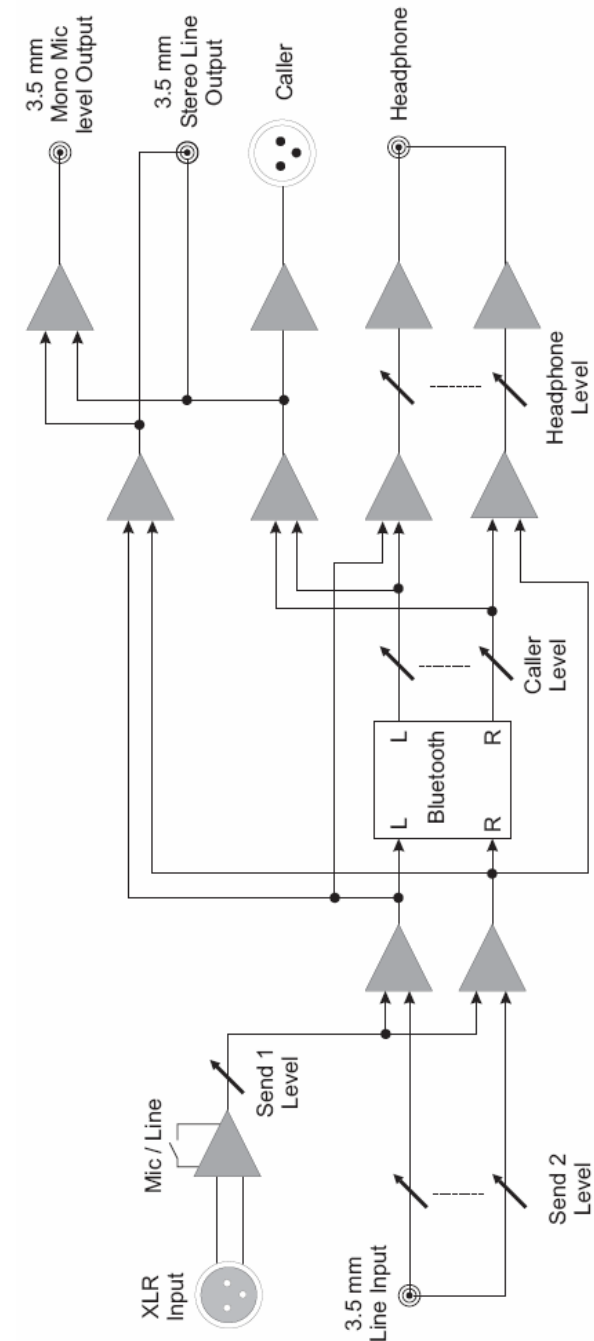 3.5 mm
Mono Mic
level Output
3.5 mm
Stereo Line
Output
Caller
Headphone
Headphone
Level
Caller
Level
L
L
Bluetooth
R
R
Mic / Line
Send 1
Level
XLR
Input
3.5 mm
Line Input
Send 2
Level